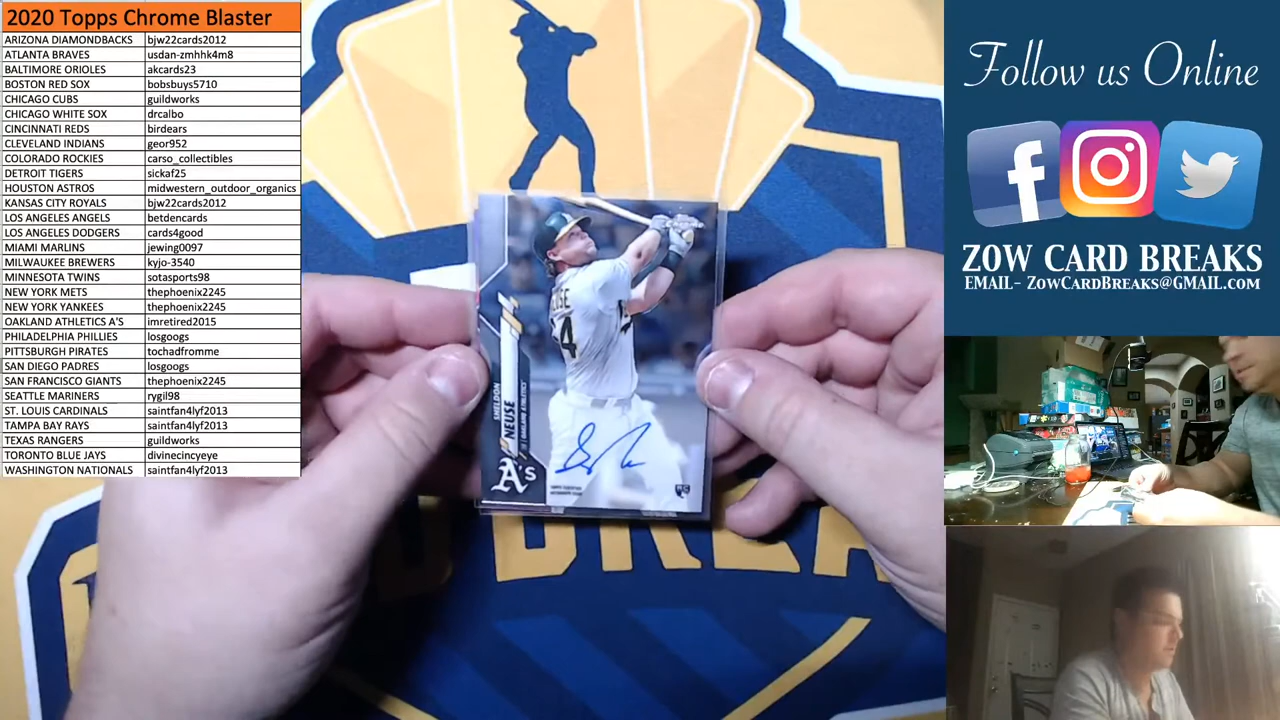 2020 Topps Chrome Blaster
ARIZONA DIAMONDBACKS bjw22cards2012
ATLANTA BRAVES usdan-zmhhk4m8
BALTIMORE ORIOLES akcards23
BOSTON RED SOX bobsbuys5710
CHICAGO CUBS guildworks
CHICAGO WHITE SOX drcalbo
CINCINNATI REDS birdears
CLEVELAND INDIANS geor952
COLORADO ROCKIES carso_collectibles
DETROIT TIGERS sickaf25
HOUSTON ASTROS midwestern_outdoor_organics
KANSAS CITY ROYALS bjw22cards2012
LOS ANGELES ANGELS betdencards
LOS ANGELES DODGERS cards4good
MIAMI MARLINS jewing0097
MILWAUKEE BREWERS kyjo-3540
MINNESOTA TWINS sotasports98
NEW YORK METS thephoenix2245
NEW YORK YANKEES thephoenix2245
OAKLAND ATHLETICS A'S imretired2015
PHILADELPHIA PHILLIES losgoogs
PITTSBURGH PIRATES tochadfromme
SAN DIEGO PADRES losgoogs
SAN FRANCISCO GIANTS thephoenix2245
SEATTLE MARINERS rygil98
ST. LOUIS CARDINALS saintfan4lyf2013
TAMPA BAY RAYS saintfan4lyf2013
TEXAS RANGERS guildworks
TORONTO BLUE JAYS divinecincyeye
WASHINGTON NATIONALS saintfan4lyf2013
Chrome
SHELDON
NEUSE
OAKLAND ATHLETICS
A's
RC
Follow us Online
f
ZOW CARD BREAKS
EMAIL- ZOWCARDBREAKS@GMAIL.COM